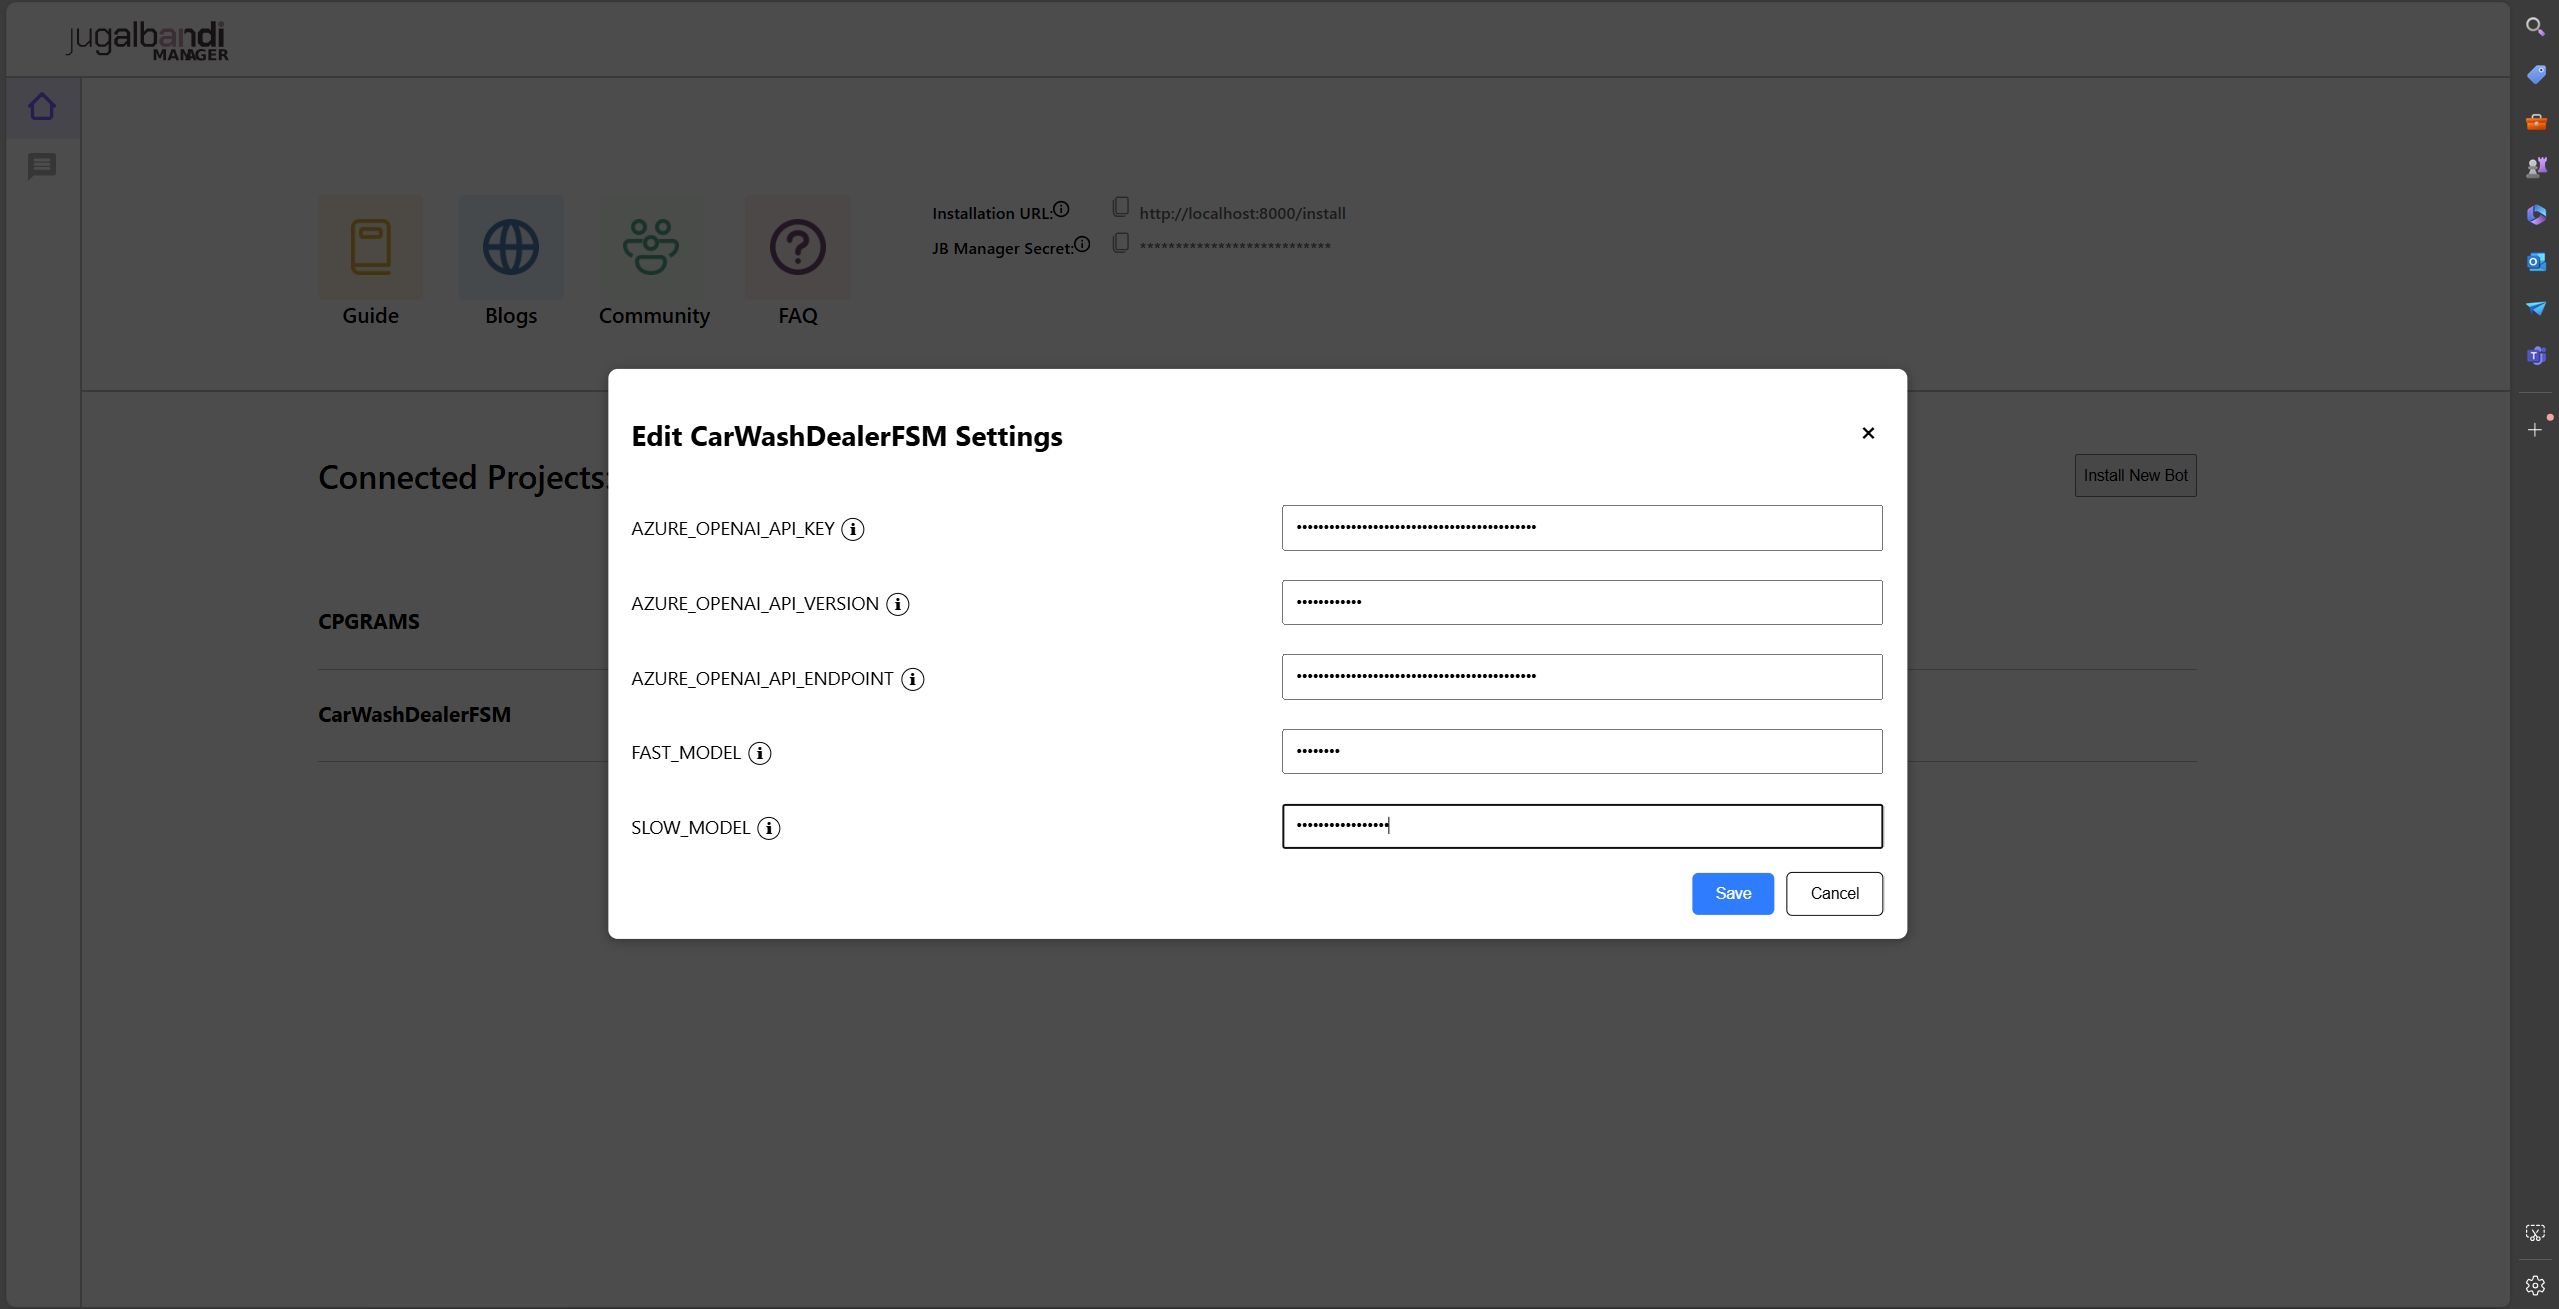 jugalbandi
MANAGER
Installation URL:
http://localhost:8000/install
JB Manager Secret:
***************************
Guide
Blogs
Community
FAQ
Edit CarWashDealerFSM Settings
Connected Projects:
Install New Bot
AZURE_OPENAI_API_KEY
AZURE_OPENAI_API_VERSION
CPGRAMS
AZURE_OPENAI_API_ENDPOINT
CarWashDealerFSM
FAST_MODEL
SLOW_MODEL
Save
Cancel